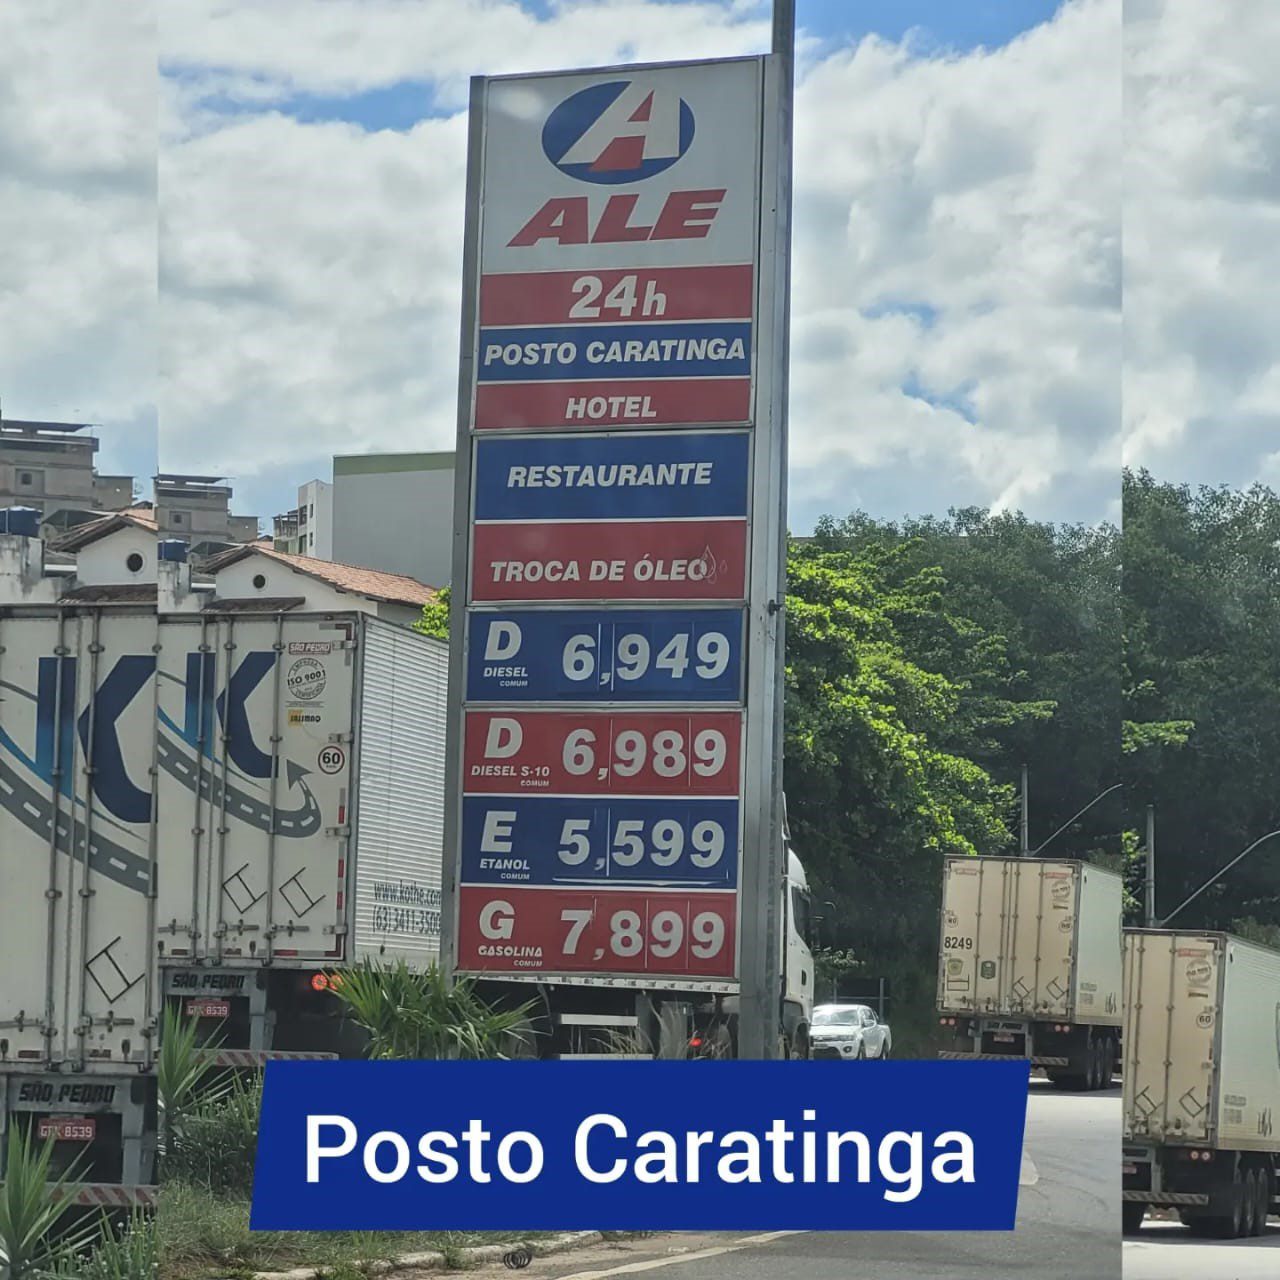 A
ALE
24h
POSTO CARATINGA
HOTEL
RESTAURANTE
TROCA DE ÓLEO
D 6,949
DIESEL
COMUM
D 6,989
DIESEL S-10
COMUM
E 5,599
ETANOL
COMUM
G 7,899
GASOLINA
COMUM
SÃO PEDRO
ISO 9001
60
SÃO PEDRO
8539
SÃO PEDRO
8539
8249
60
Posto Caratinga